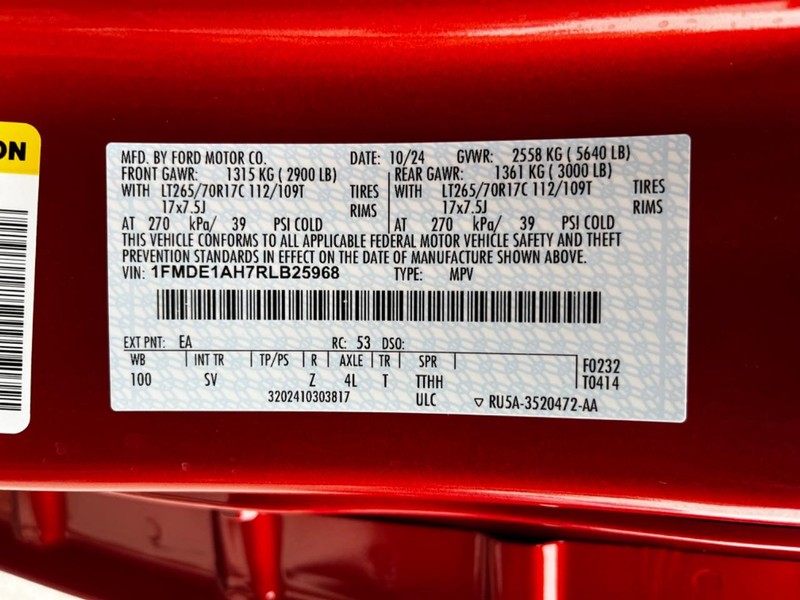 ON
MFD. BY FORD MOTOR CO. DATE: 10/24 GVWR: 2558 KG ( 5640 LB)
FRONT GAWR: 1315 KG ( 2900 LB) REAR GAWR: 1361 KG ( 3000 LB)
WITH LT265/70R17C 112/109T TIRES WITH LT265/70R17C 112/109T TIRES
17x7.5J RIMS 17x7.5J RIMS
AT 270 kPa/ 39 PSI COLD AT 270 kPa/ 39 PSI COLD
THIS VEHICLE CONFORMS TO ALL APPLICABLE FEDERAL MOTOR VEHICLE SAFETY AND THEFT
PREVENTION STANDARDS IN EFFECT ON THE DATE OF MANUFACTURE SHOWN ABOVE.
VIN: 1FMDE1AH7RLB25968 TYPE: MPV
EXT PNT: EA RC: 53 DSO:
WB INT TR TP/PS R AXLE TR SPR F0232
100 SV Z 4L T TTHH T0414
3202410303817 ULC ▽ RU5A-3520472-AA